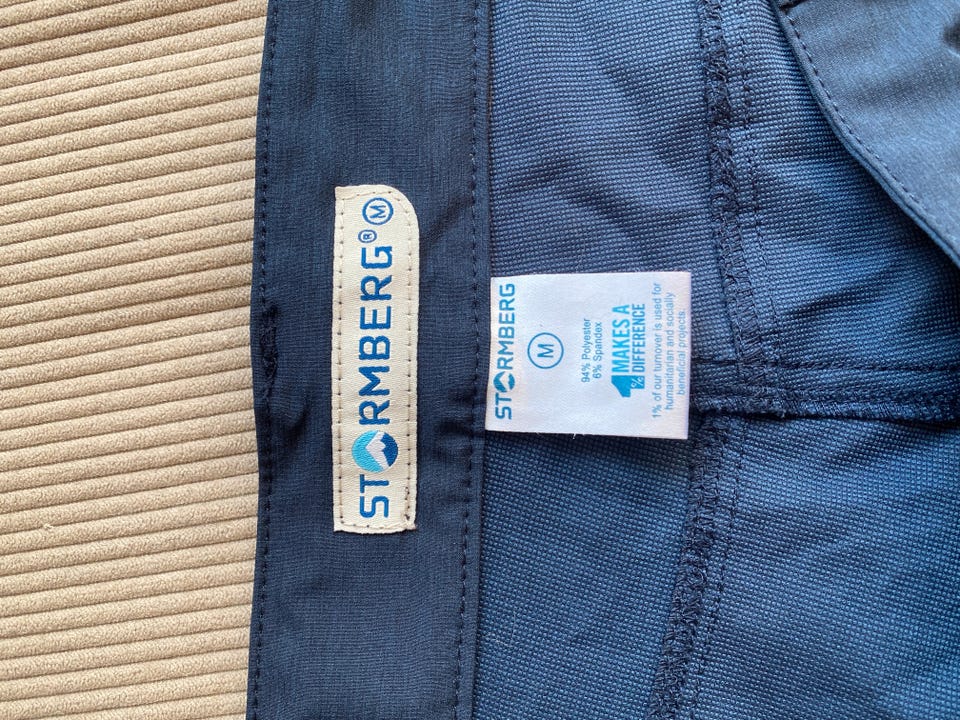 STORMBERG® M
STORMBERG
M
94% Polyester
6% Spandex
1% MAKES A
DIFFERENCE
1% of our turnover is used for
humanitarian and socially
beneficial projects.